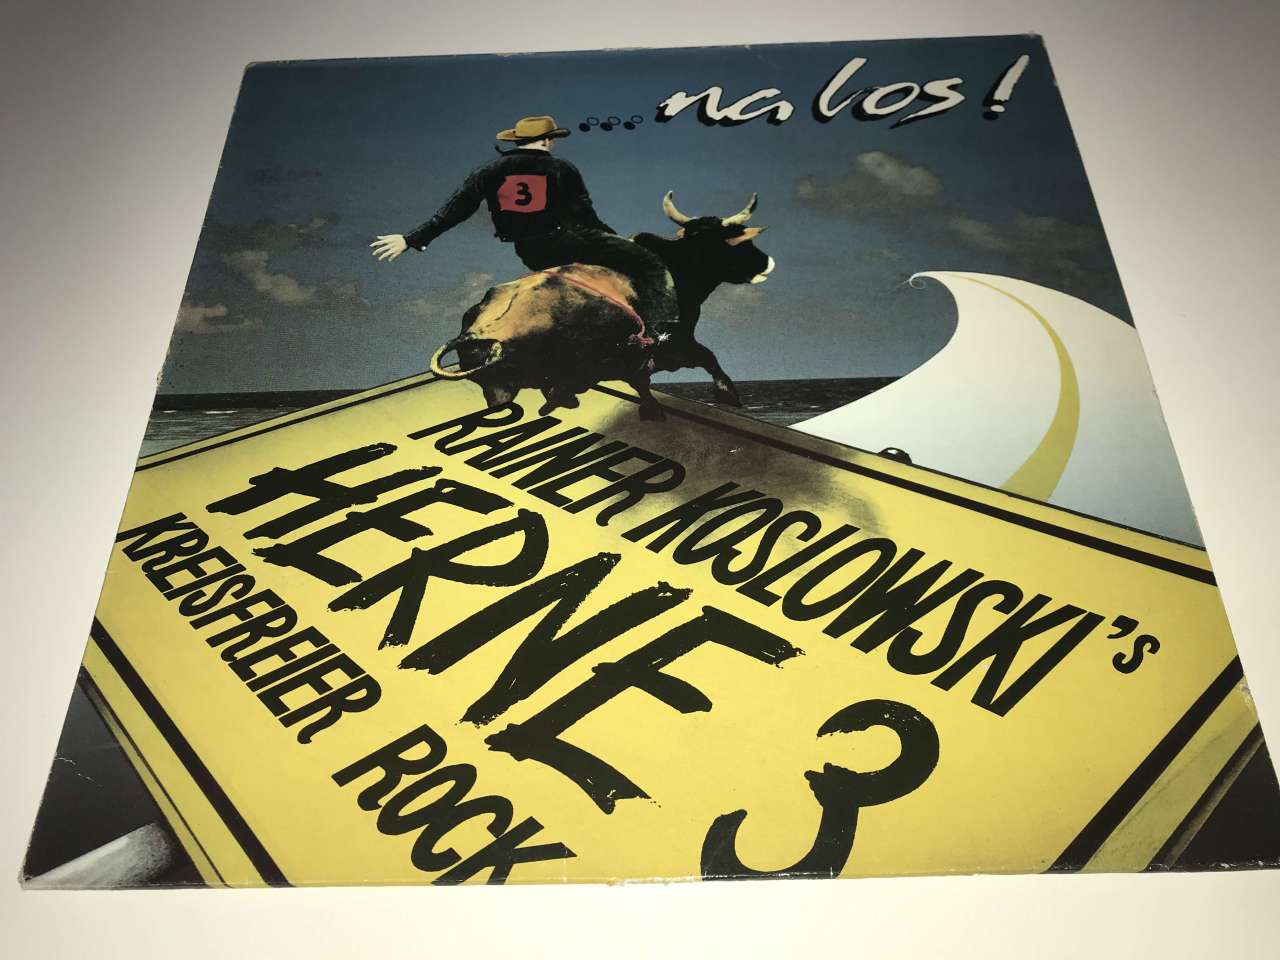 .... na los!
3
RAINER KOSLOWSKI's
HERNE 3
KREISFREIER ROCK